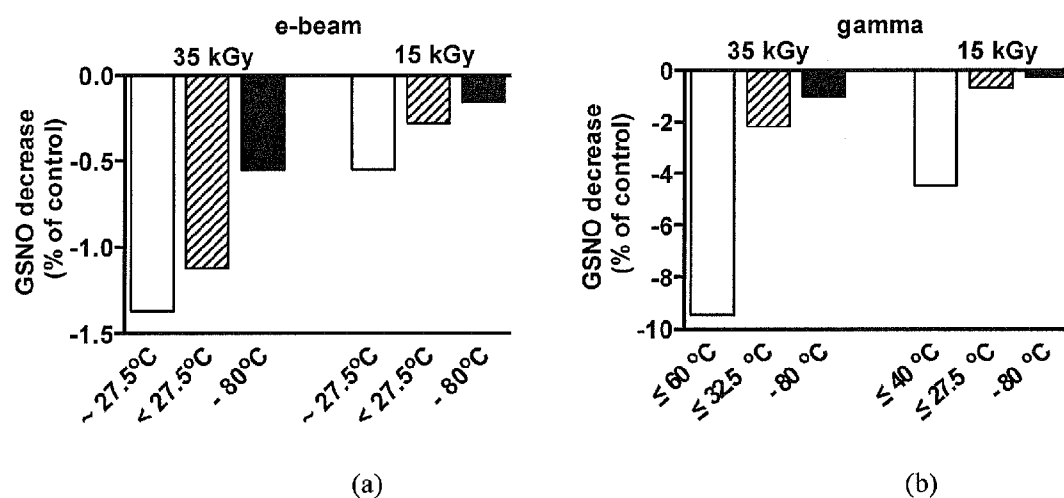 e-beam
35 kGy 15 kGy
0.0
-0.5
-1.0
-1.5
GSNO decrease
(% of control)
~ 27.5°C
< 27.5°C
- 80°C
~ 27.5°C
< 27.5°C
- 80°C
(a)
gamma
35 kGy 15 kGy
0
-2
-4
-6
-8
-10
GSNO decrease
(% of control)
≤ 60 °C
≤ 32.5 °C
- 80 °C
≤ 40 °C
≤ 27.5 °C
- 80 °C
(b)